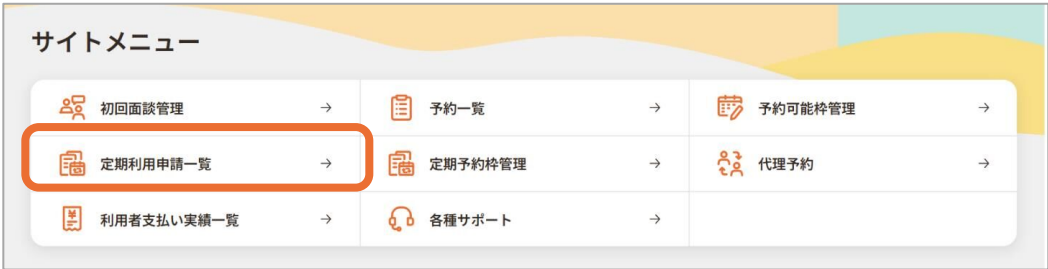 サイトメニュー
初回面談管理 →
予約一覧 →
予約可能枠管理 →
定期利用申請一覧 →
定期予約枠管理 →
代理予約 →
利用者支払い実績一覧 →
各種サポート →